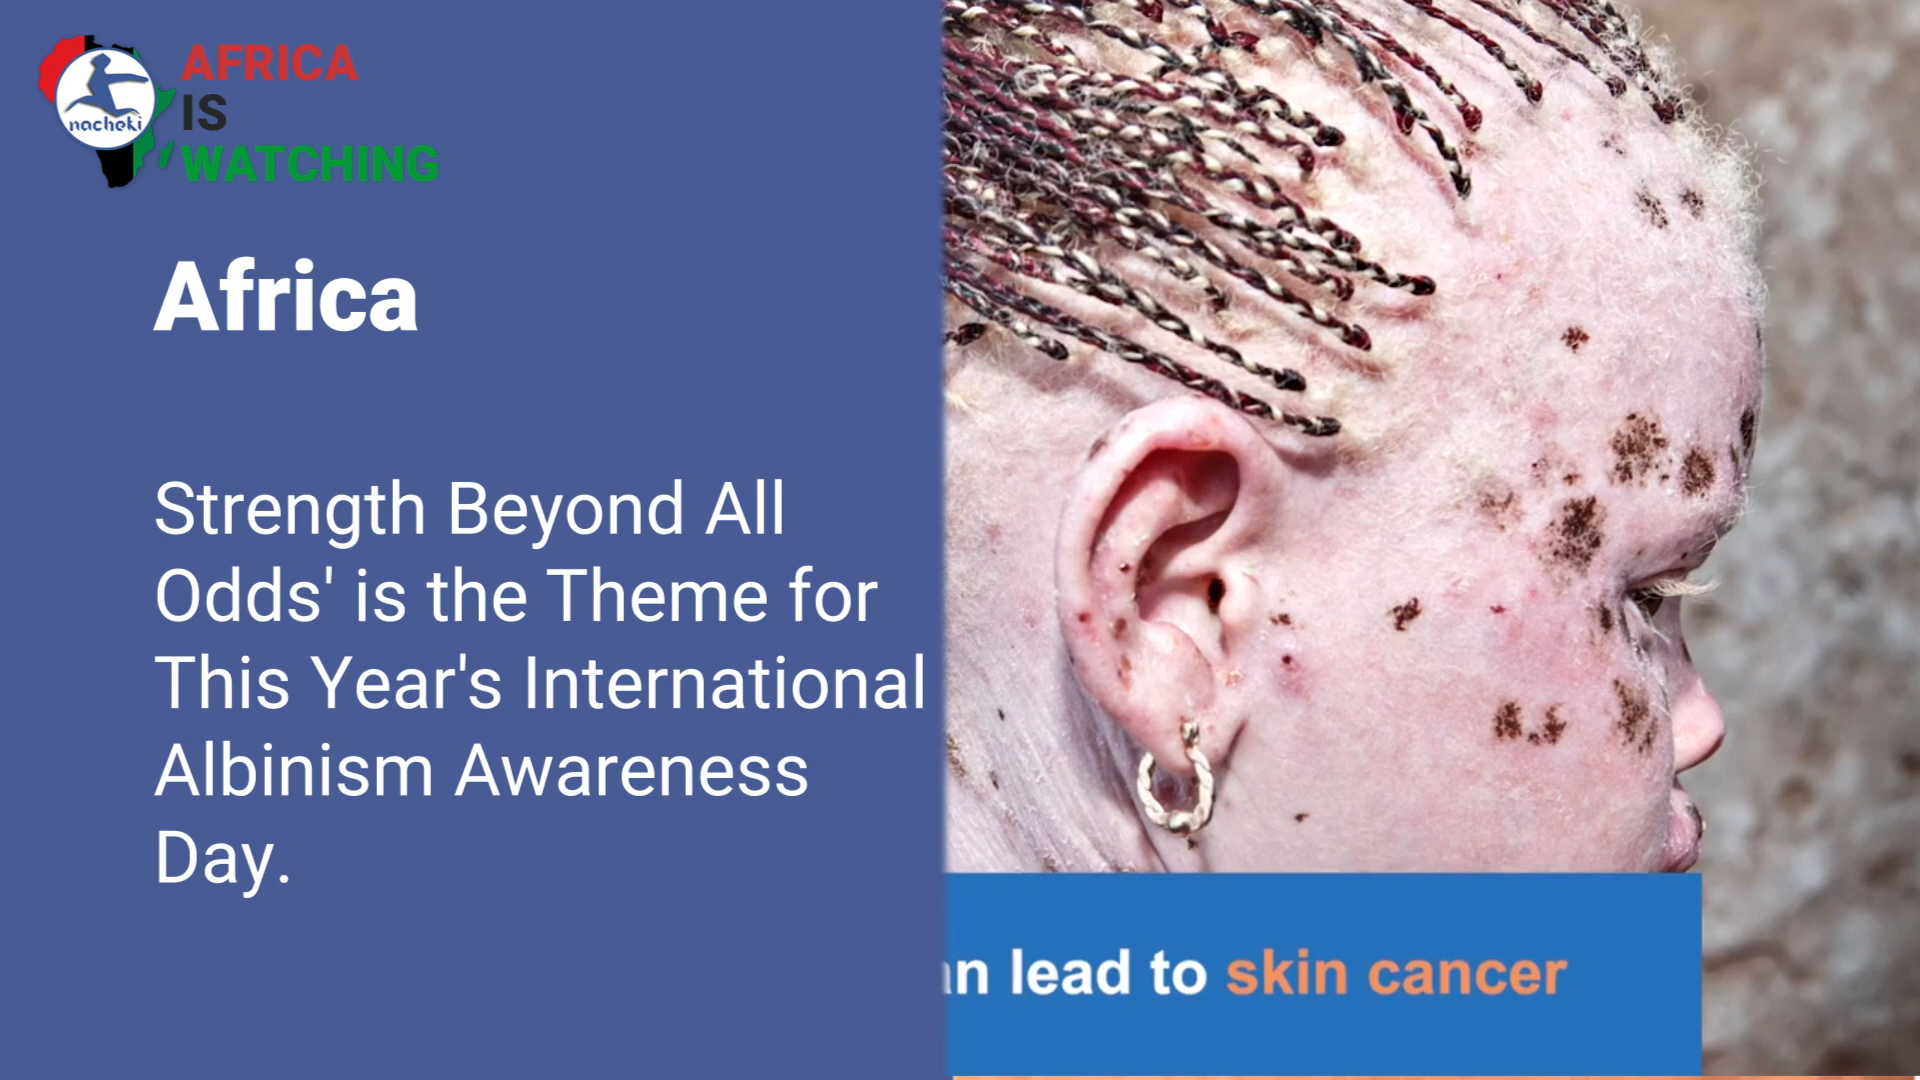 AFRICA
IS
WATCHING
nacheki
Africa
Strength Beyond All
Odds' is the Theme for
This Year's International
Albinism Awareness
Day.
n lead to skin cancer